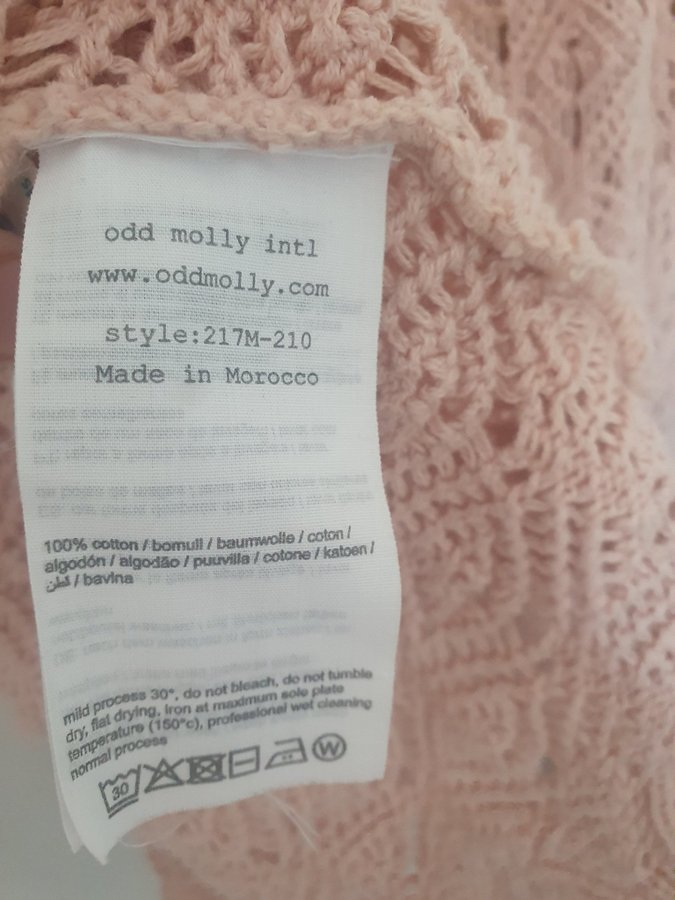 odd molly intl
www.oddmolly.com
style:217M-210
Made in Morocco
100% cotton / bomull / baumwolle / coton /
algodón / algodão / puuvilla / cotone / katoen /
قطن / bavlna
mild process 30°, do not bleach, do not tumble
dry, flat drying, iron at maximum sole plate
temperature (150°c), professional wet cleaning
normal process
30
W